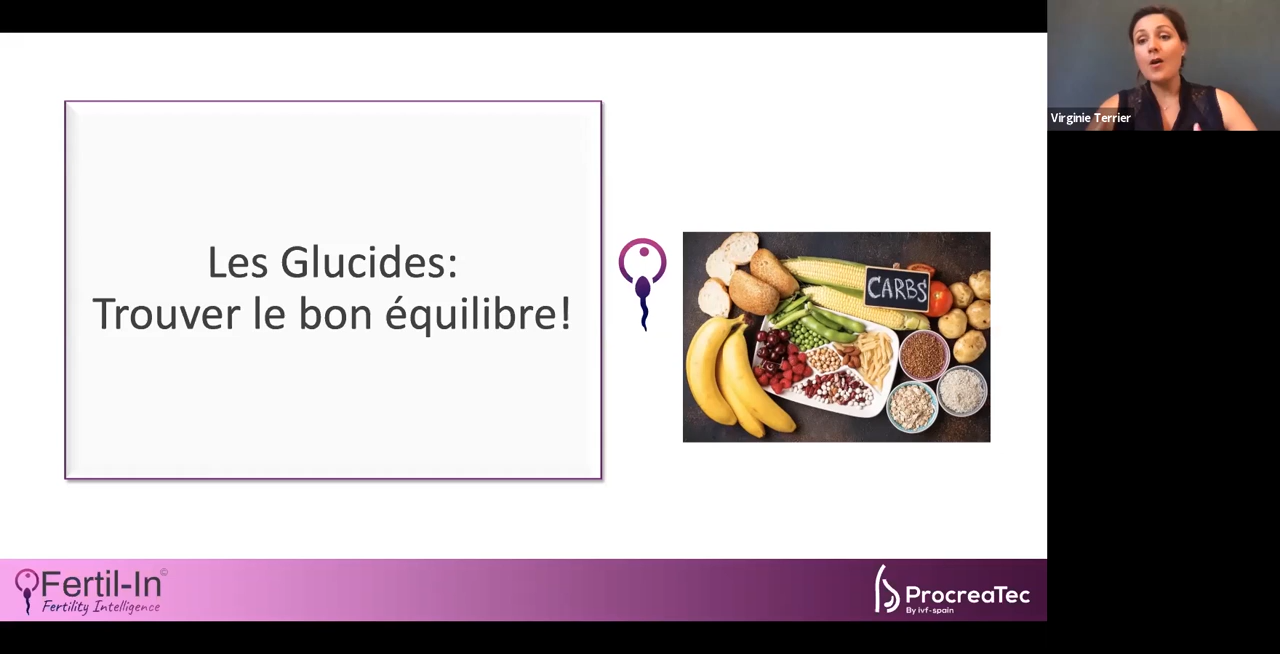 Les Glucides:
Trouver le bon équilibre!
CARBS
Virginie Terrier
Fertil-In©
Fertility Intelligence
ProcreaTec
By ivf-spain